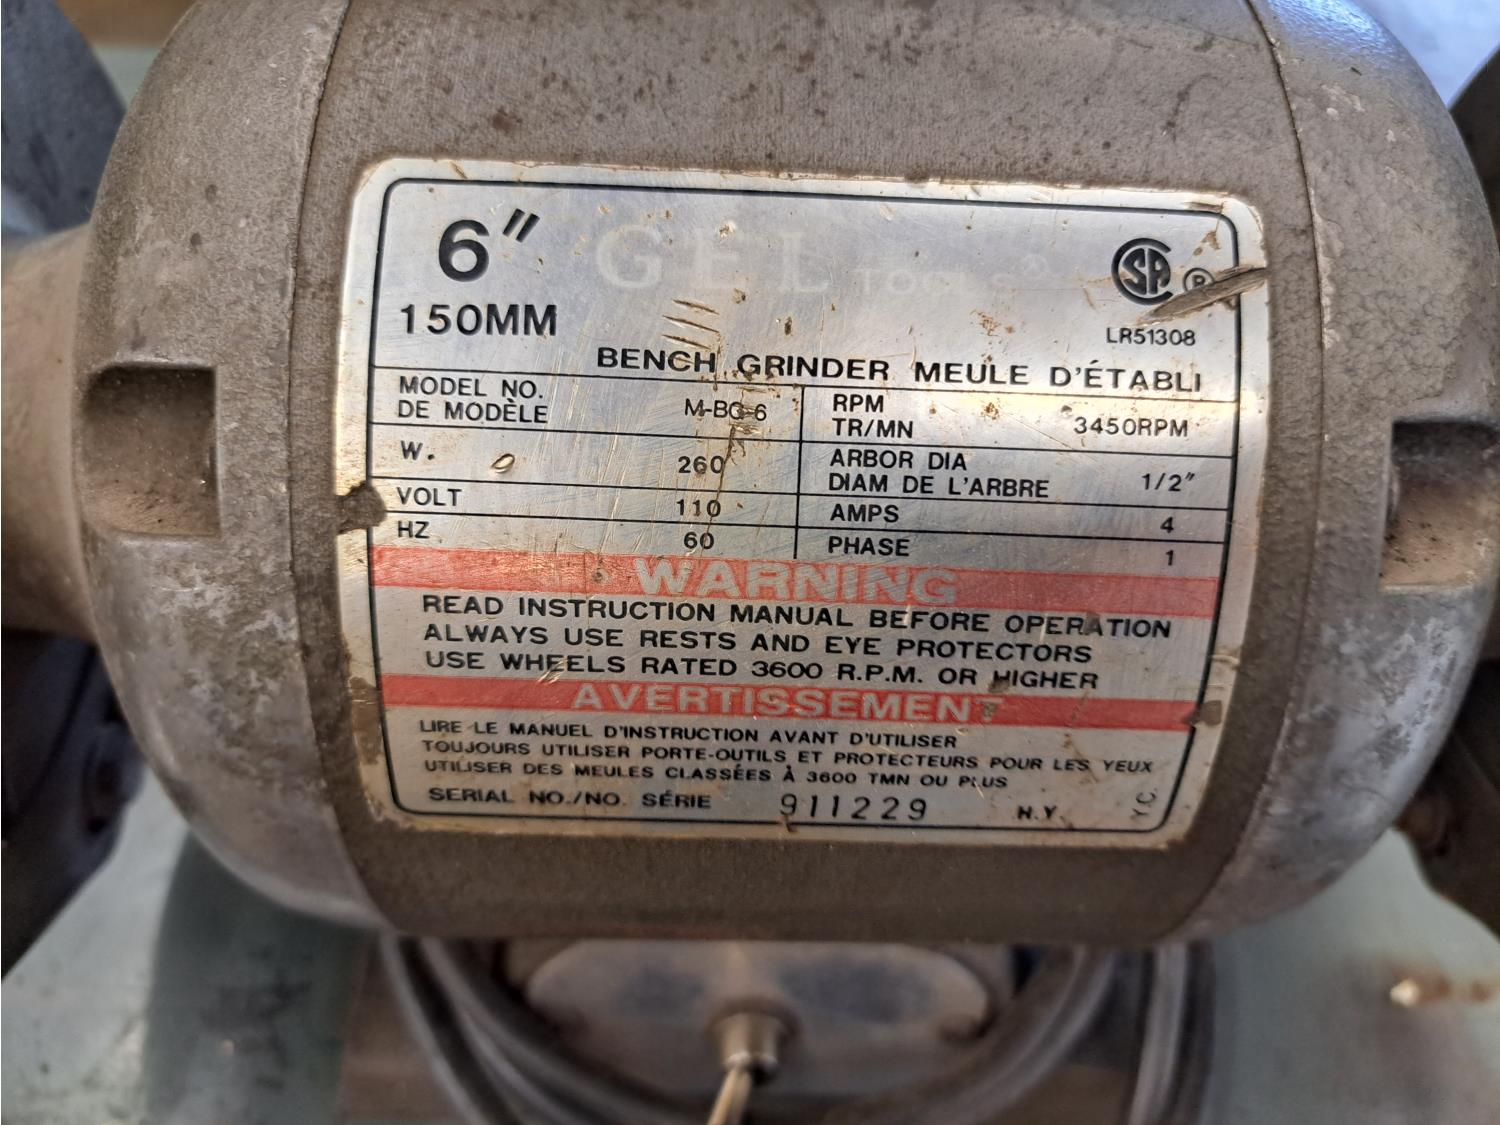 6"
GEL TOOLS®
150MM
SA ®
LR51308
BENCH GRINDER MEULE D'ÉTABLI
MODEL NO.
DE MODÈLE
M-BG-6
RPM
TR/MN
3450RPM
W. 260
ARBOR DIA
DIAM DE L'ARBRE
1/2"
VOLT 110
AMPS 4
HZ 60
PHASE 1
WARNING
READ INSTRUCTION MANUAL BEFORE OPERATION
ALWAYS USE RESTS AND EYE PROTECTORS
USE WHEELS RATED 3600 R.P.M. OR HIGHER
AVERTISSEMENT
LIRE LE MANUEL D'INSTRUCTION AVANT D'UTILISER
TOUJOURS UTILISER PORTE-OUTILS ET PROTECTEURS POUR LES YEUX
UTILISER DES MEULES CLASSÉES À 3600 TMN OU PLUS
SERIAL NO./NO. SÉRIE 911229 H.Y.
Y.C.